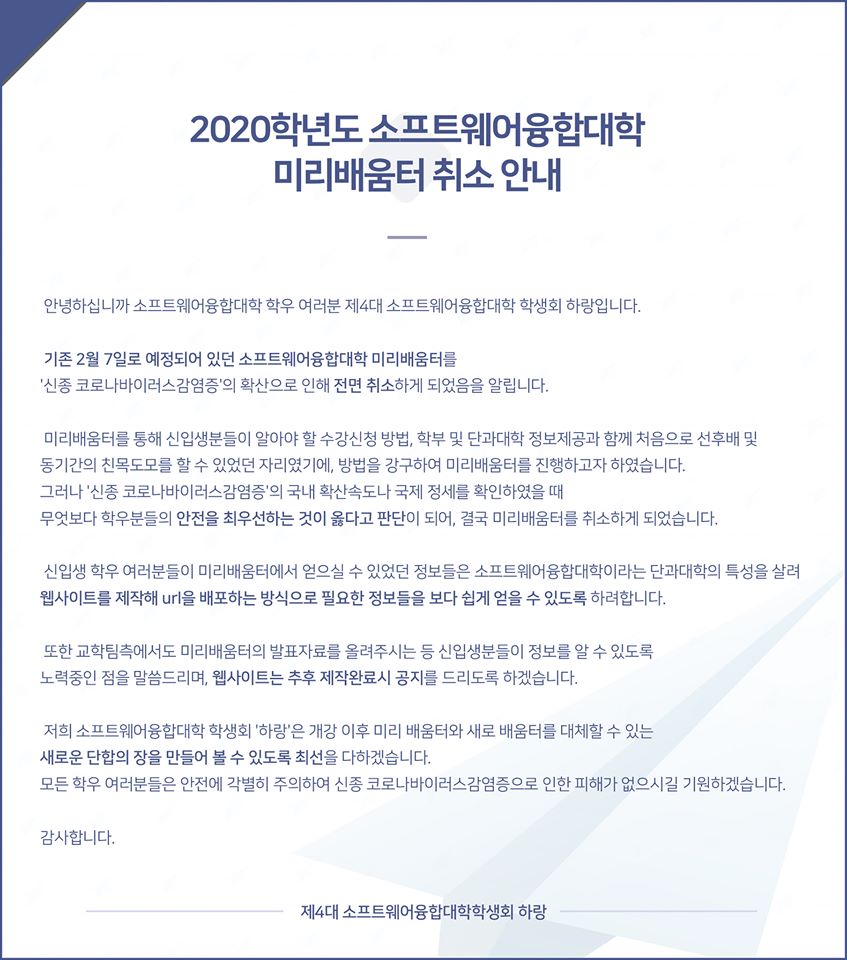 2020학년도 소프트웨어융합대학
미리배움터 취소 안내
안녕하십니까 소프트웨어융합대학 학우 여러분 제4대 소프트웨어융합대학 학생회 하랑입니다.
기존 2월 7일로 예정되어 있던 소프트웨어융합대학 미리배움터를
'신종 코로나바이러스감염증'의 확산으로 인해 전면 취소하게 되었음을 알립니다.
미리배움터를 통해 신입생분들이 알아야 할 수강신청 방법, 학부 및 단과대학 정보제공과 함께 처음으로 선후배 및
동기간의 친목도모를 할 수 있었던 자리였기에, 방법을 강구하여 미리배움터를 진행하고자 하였습니다.
그러나 '신종 코로나바이러스감염증'의 국내 확산속도나 국제 정세를 확인하였을 때
무엇보다 학우분들의 안전을 최우선하는 것이 옳다고 판단이 되어, 결국 미리배움터를 취소하게 되었습니다.
신입생 학우 여러분들이 미리배움터에서 얻으실 수 있었던 정보들은 소프트웨어융합대학이라는 단과대학의 특성을 살려
웹사이트를 제작해 url을 배포하는 방식으로 필요한 정보들을 보다 쉽게 얻을 수 있도록 하려합니다.
또한 교학팀측에서도 미리배움터의 발표자료를 올려주시는 등 신입생분들이 정보를 알 수 있도록
노력중인 점을 말씀드리며, 웹사이트는 추후 제작완료시 공지를 드리도록 하겠습니다.
저희 소프트웨어융합대학 학생회 '하랑'은 개강 이후 미리 배움터와 새로 배움터를 대체할 수 있는
새로운 단합의 장을 만들어 볼 수 있도록 최선을 다하겠습니다.
모든 학우 여러분들은 안전에 각별히 주의하여 신종 코로나바이러스감염증으로 인한 피해가 없으시길 기원하겠습니다.
감사합니다.
제4대 소프트웨어융합대학학생회 하랑